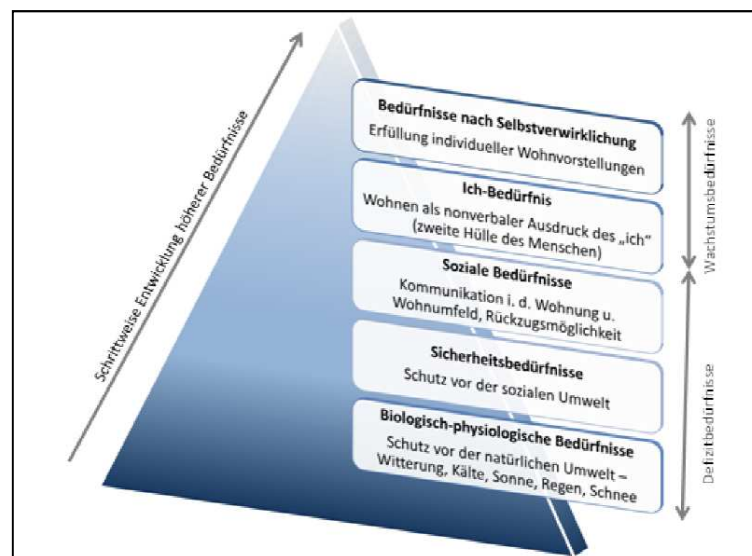 Schrittweise Entwicklung höherer Bedürfnisse
Bedürfnisse nach Selbstverwirklichung
Erfüllung individueller Wohnvorstellungen
Ich-Bedürfnis
Wohnen als nonverbaler Ausdruck des „ich“
(zweite Hülle des Menschen)
Soziale Bedürfnisse
Kommunikation i. d. Wohnung u.
Wohnumfeld, Rückzugsmöglichkeit
Sicherheitsbedürfnisse
Schutz vor der sozialen Umwelt
Biologisch-physiologische Bedürfnisse
Schutz vor der natürlichen Umwelt –
Witterung, Kälte, Sonne, Regen, Schnee
Wachstumsbedürfnisse
Defizitbedürfnisse